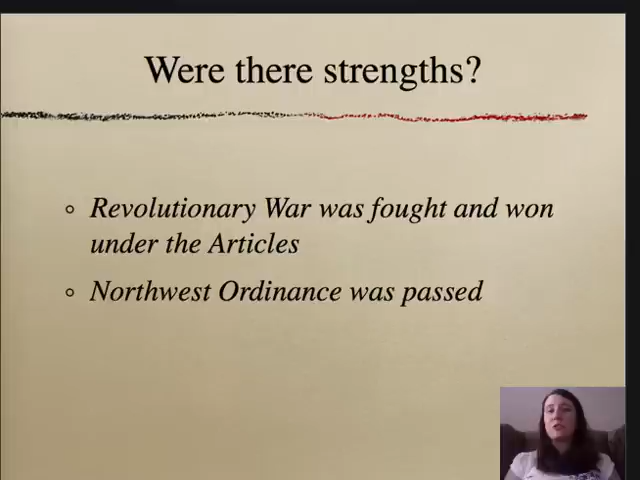 Were there strengths?
Revolutionary War was fought and won
under the Articles
Northwest Ordinance was passed